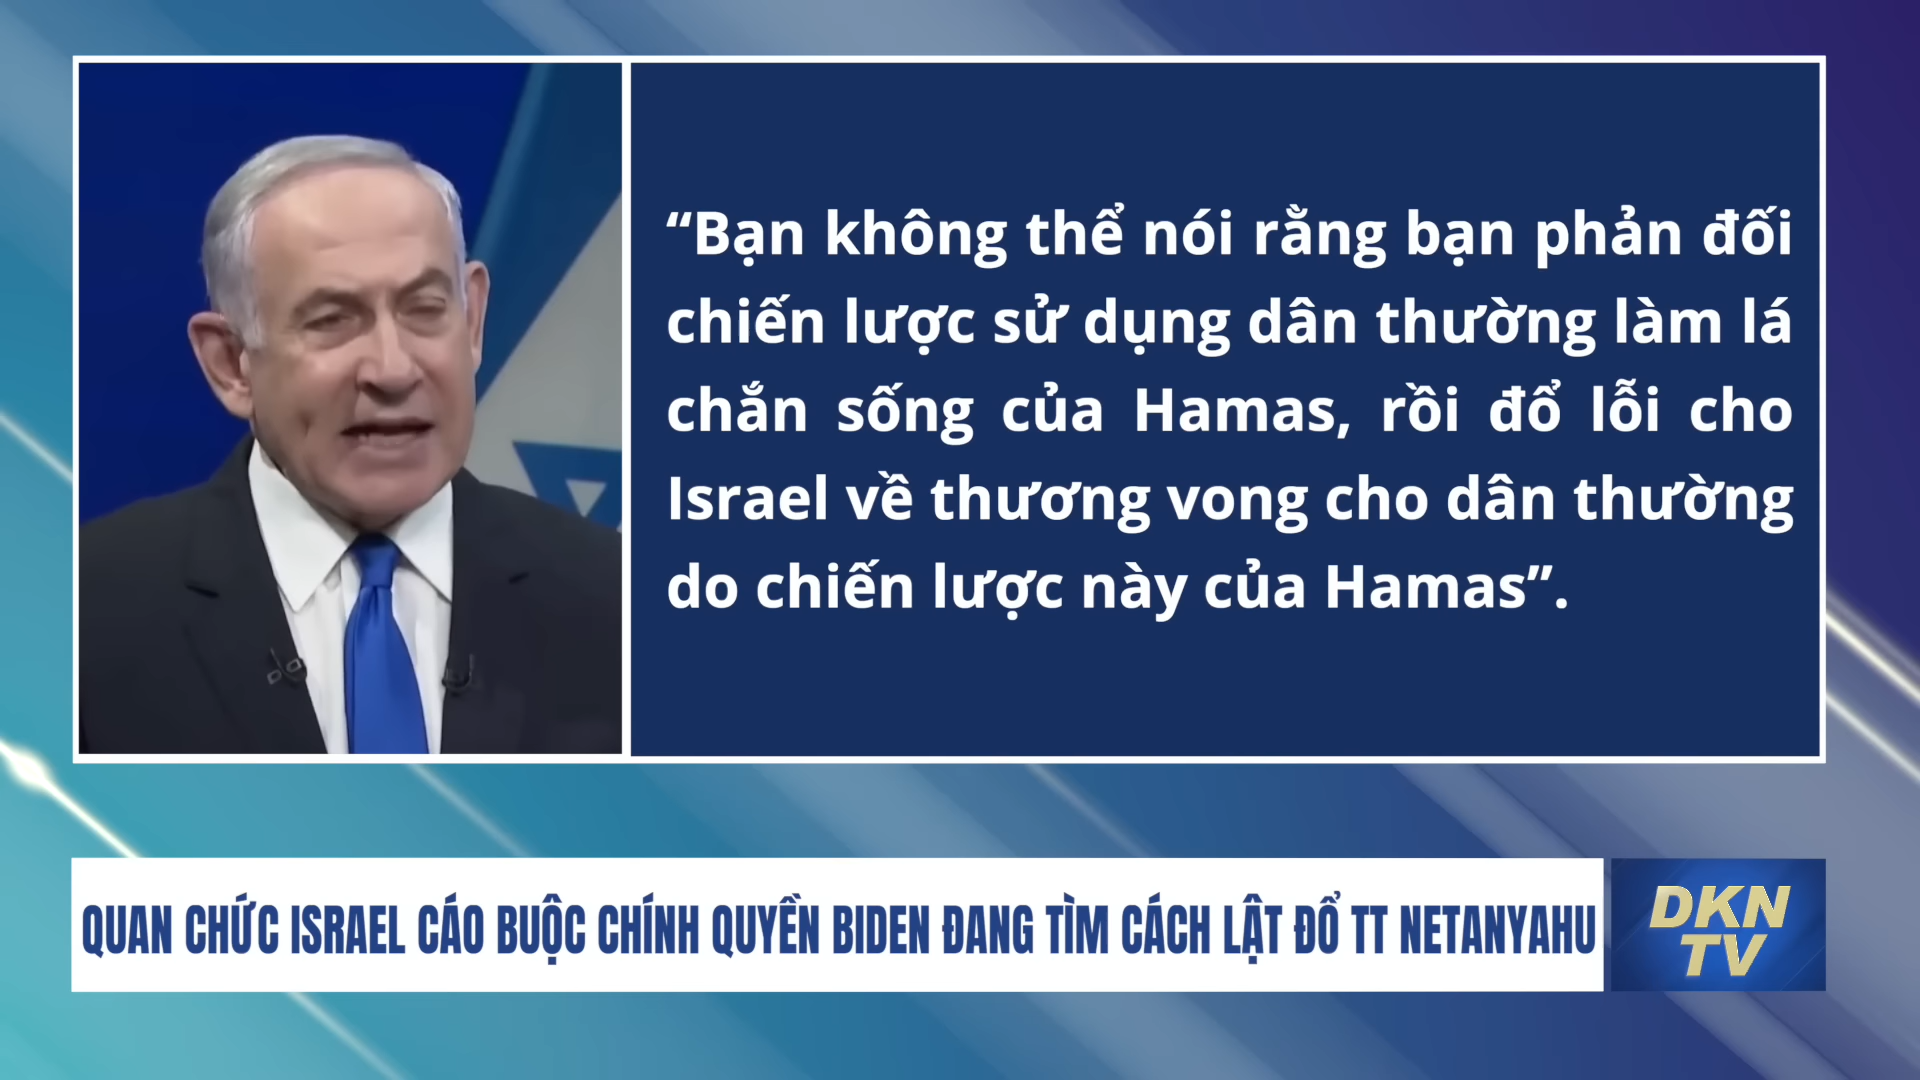 “Bạn không thể nói rằng bạn phản đối
chiến lược sử dụng dân thường làm lá
chắn sống của Hamas, rồi đổ lỗi cho
Israel về thương vong cho dân thường
do chiến lược này của Hamas”.
QUAN CHỨC ISRAEL CÁO BUỘC CHÍNH QUYỀN BIDEN ĐANG TÌM CÁCH LẬT ĐỔ TT NETANYAHU
DKN
TV